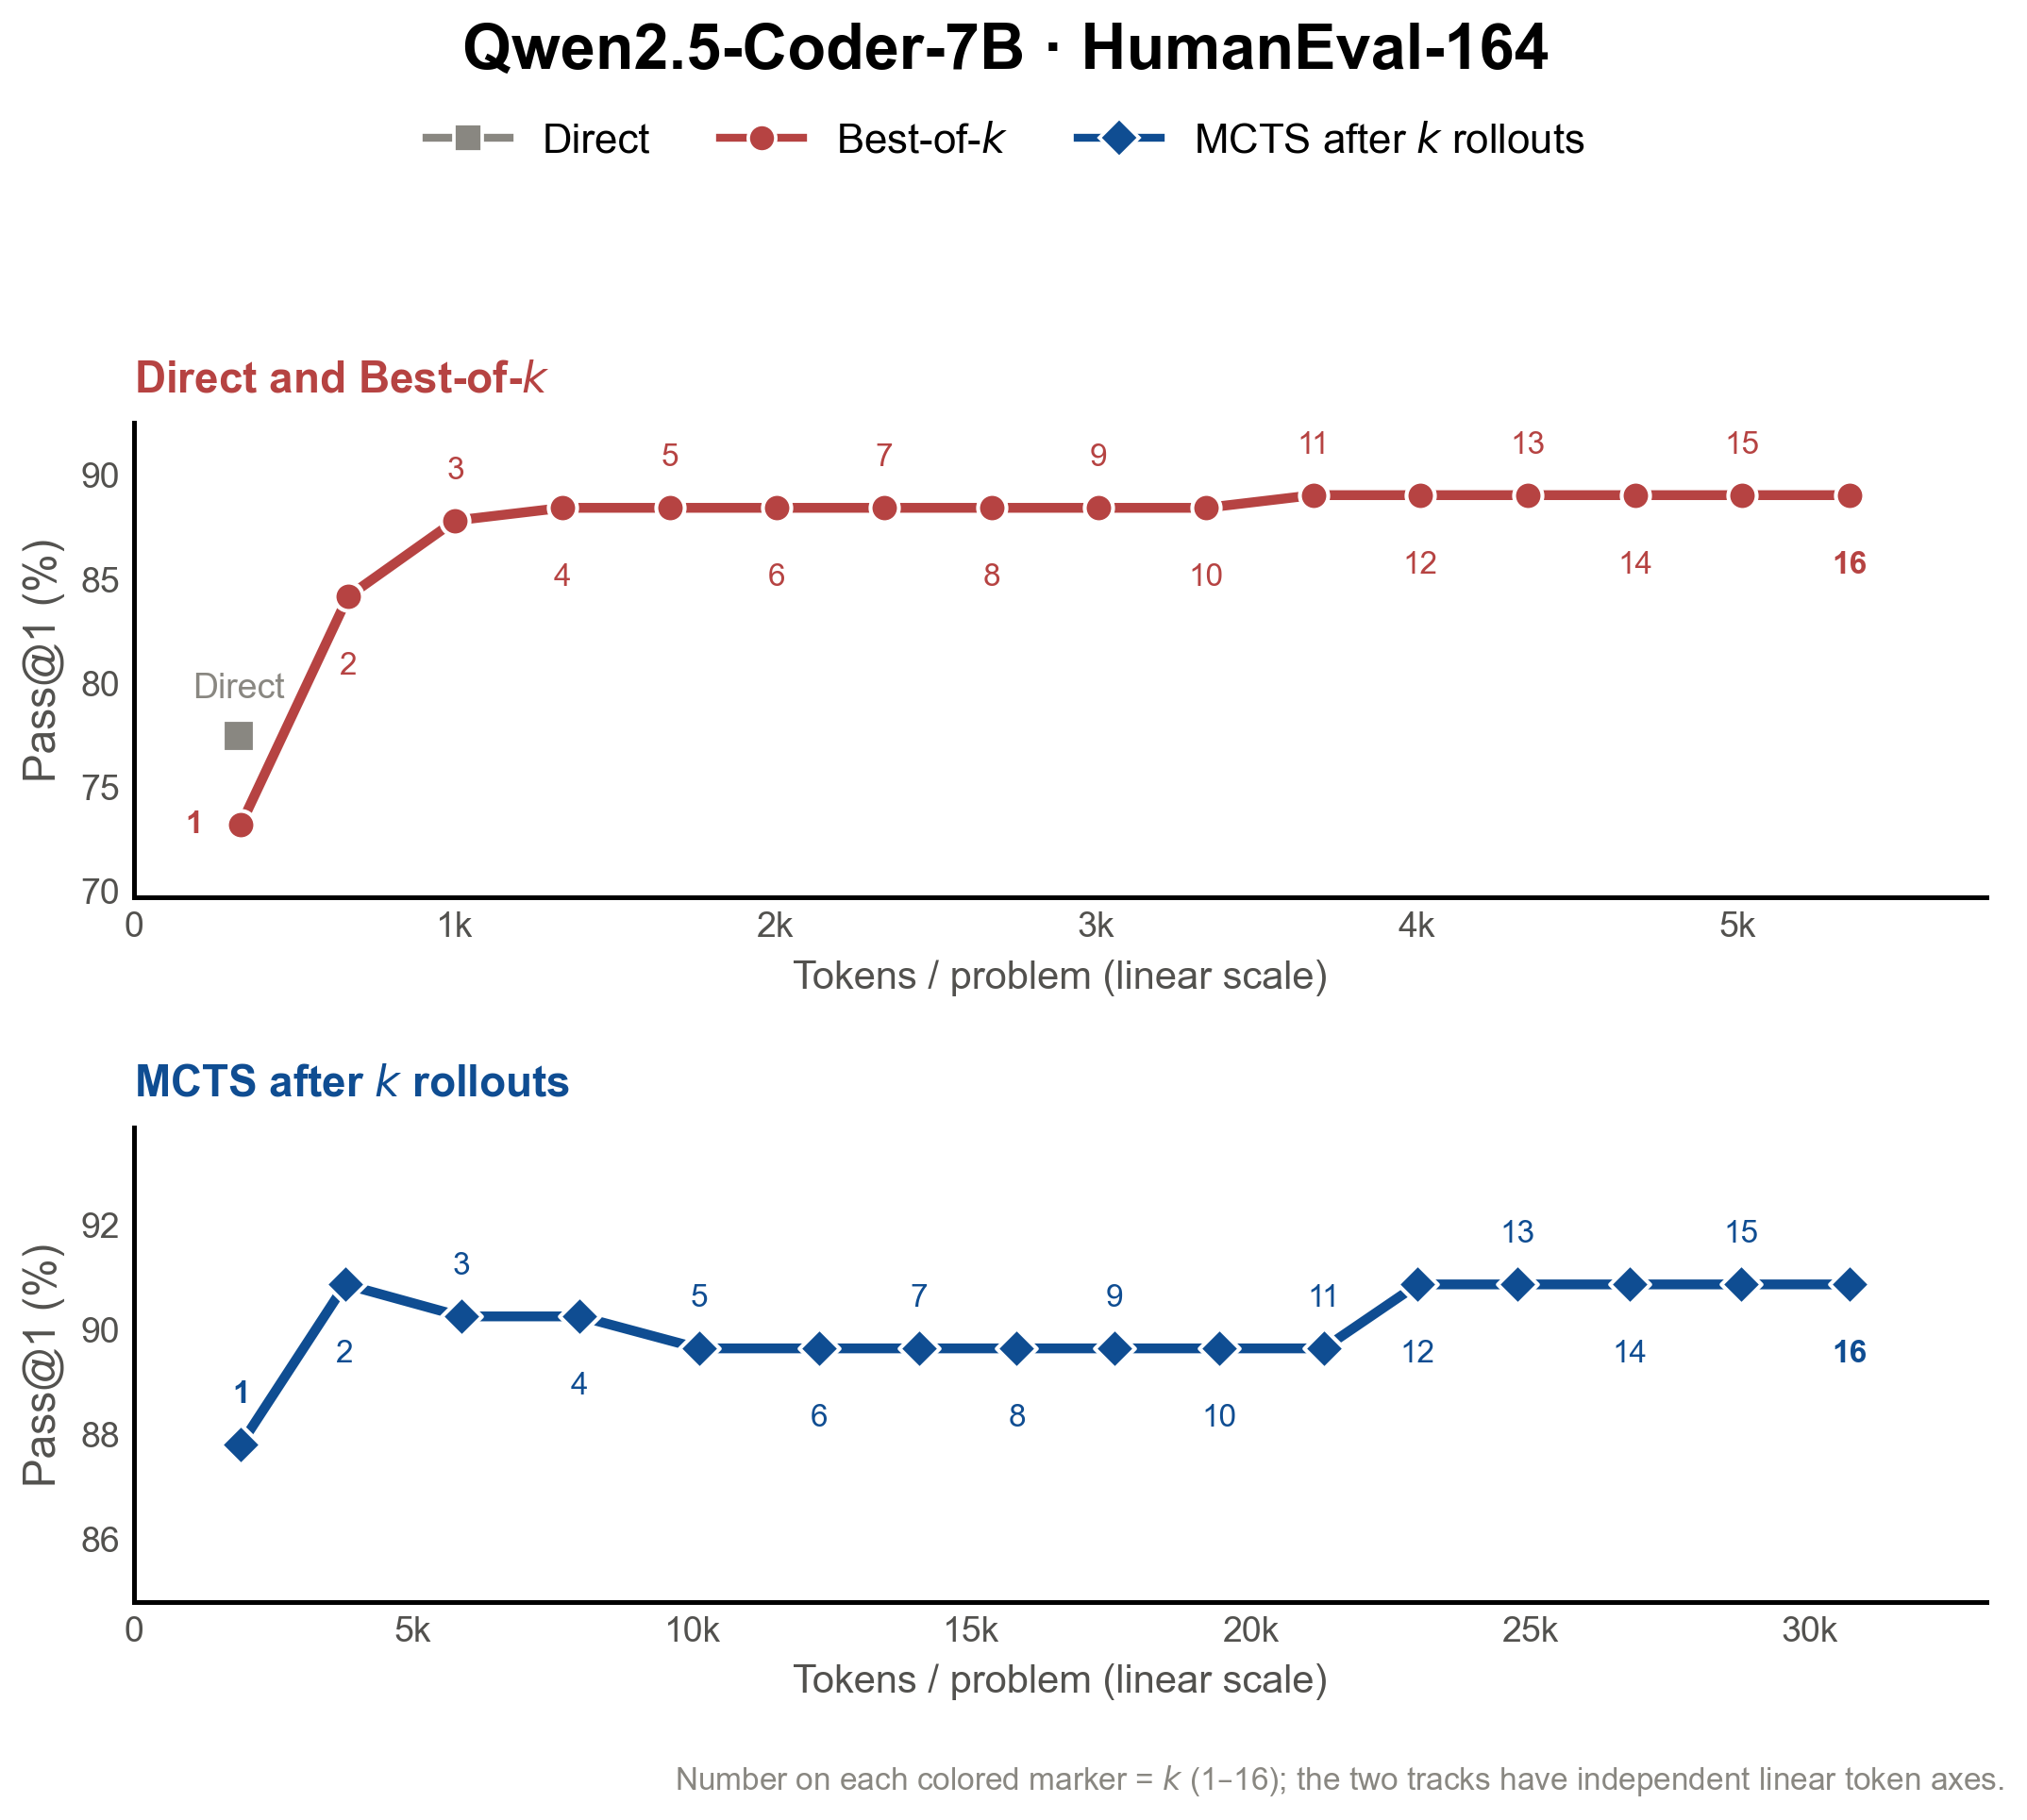 Qwen2.5-Coder-7B · HumanEval-164
Direct
Best-of-k
MCTS after k rollouts
Direct and Best-of-k
Pass@1 (%)
90
85
80
75
70
Direct
1
2
3
4
5
6
7
8
9
10
11
12
13
14
15
16
0
1k
2k
3k
4k
5k
Tokens / problem (linear scale)
MCTS after k rollouts
Pass@1 (%)
92
90
88
86
1
2
3
4
5
6
7
8
9
10
11
12
13
14
15
16
0
5k
10k
15k
20k
25k
30k
Tokens / problem (linear scale)
Number on each colored marker = k (1–16); the two tracks have independent linear token axes.